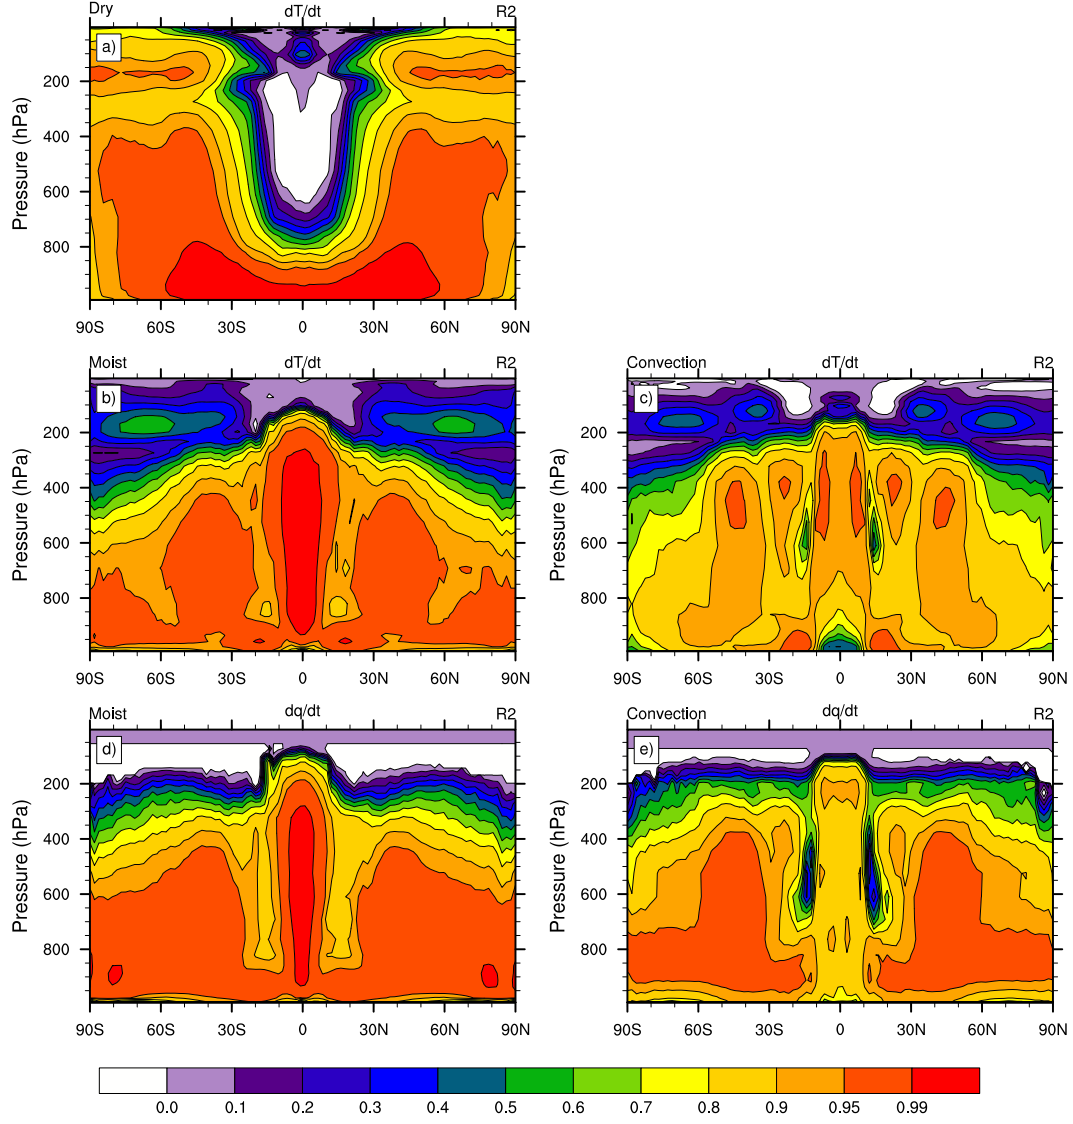 Dry dT/dt R2
a)
Pressure (hPa)
200
400
600
800
90S 60S 30S 0 30N 60N 90N
Moist dT/dt R2
b)
Pressure (hPa)
200
400
600
800
90S 60S 30S 0 30N 60N 90N
Convection dT/dt R2
c)
Pressure (hPa)
200
400
600
800
90S 60S 30S 0 30N 60N 90N
Moist dq/dt R2
d)
Pressure (hPa)
200
400
600
800
90S 60S 30S 0 30N 60N 90N
Convection dq/dt R2
e)
Pressure (hPa)
200
400
600
800
90S 60S 30S 0 30N 60N 90N
0.0 0.1 0.2 0.3 0.4 0.5 0.6 0.7 0.8 0.9 0.95 0.99